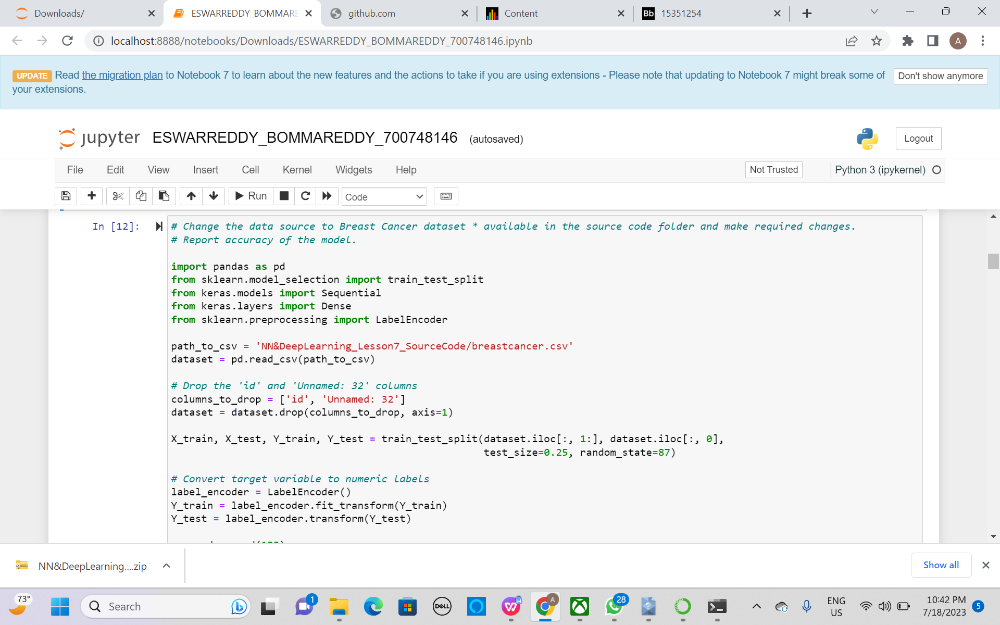 Downloads/
ESWARREDDY_BOMMARE
github.com
Content
Bb 15351254
localhost:8888/notebooks/Downloads/ESWARREDDY_BOMMAREDDY_700748146.ipynb
A
UPDATE Read the migration plan to Notebook 7 to learn about the new features and the actions to take if you are using extensions - Please note that updating to Notebook 7 might break some of
your extensions.
Don't show anymore
jupyter ESWARREDDY_BOMMAREDDY_700748146 (autosaved)
Logout
File Edit View Insert Cell Kernel Widgets Help
Not Trusted
Python 3 (ipykernel)
Run
Code
In [12]:
# Change the data source to Breast Cancer dataset * available in the source code folder and make required changes.
# Report accuracy of the model.
import pandas as pd
from sklearn.model_selection import train_test_split
from keras.models import Sequential
from keras.layers import Dense
from sklearn.preprocessing import LabelEncoder
path_to_csv = 'NN&DeepLearning_Lesson7_SourceCode/breastcancer.csv'
dataset = pd.read_csv(path_to_csv)
# Drop the 'id' and 'Unnamed: 32' columns
columns_to_drop = ['id', 'Unnamed: 32']
dataset = dataset.drop(columns_to_drop, axis=1)
X_train, X_test, Y_train, Y_test = train_test_split(dataset.iloc[:, 1:], dataset.iloc[:, 0],
test_size=0.25, random_state=87)
# Convert target variable to numeric labels
label_encoder = LabelEncoder()
Y_train = label_encoder.fit_transform(Y_train)
Y_test = label_encoder.transform(Y_test)
NN&DeepLearning....zip
Show all
73°
Search
1
DELL
W
A
28
ENG
US
10:42 PM
7/18/2023
5